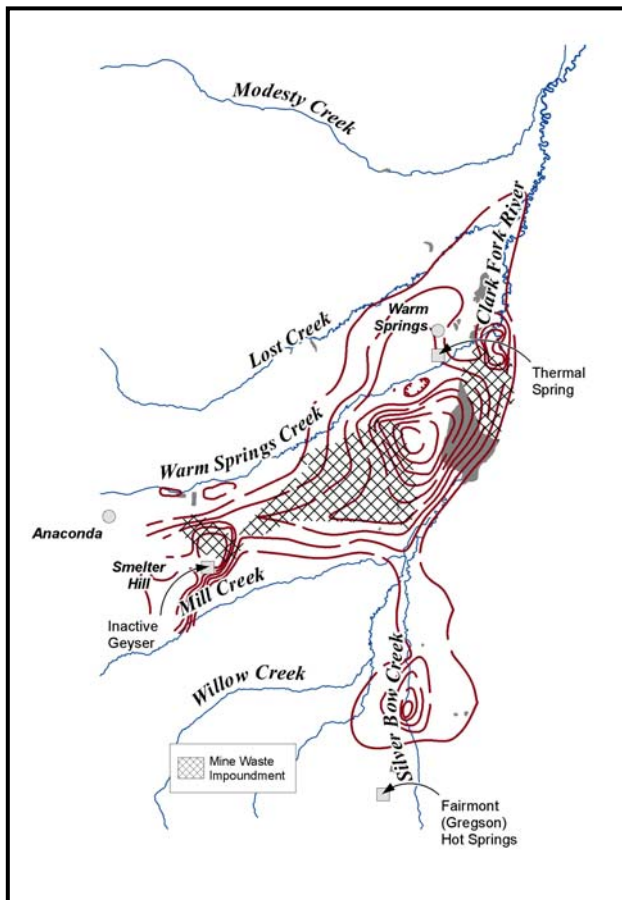 Modesty Creek
Clark Fork River
Lost Creek
Warm
Springs
Thermal
Spring
Warm Springs Creek
Anaconda
Smelter
Hill
Mill Creek
Inactive
Geyser
Willow Creek
Silver Bow Creek
Mine Waste
Impoundment
Fairmont
(Gregson)
Hot Springs